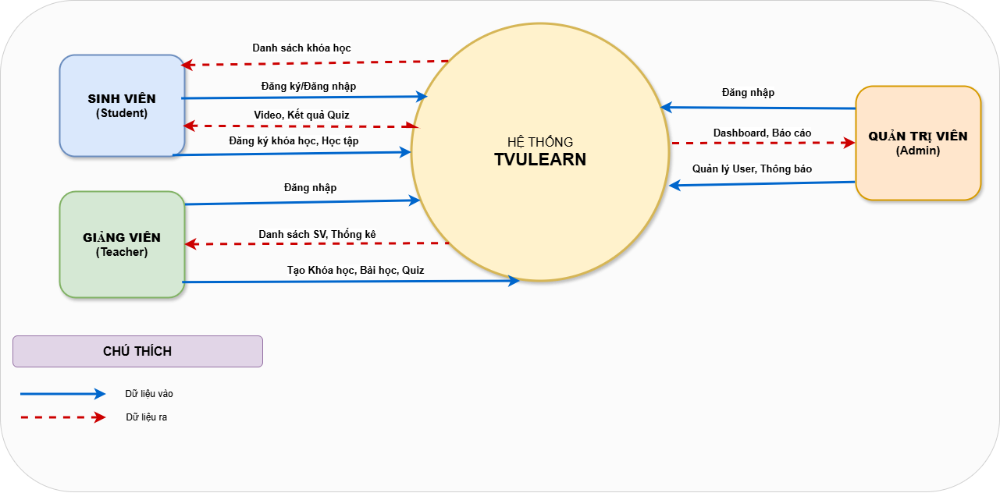 Danh sách khóa học
SINH VIÊN
(Student)
Đăng ký/Đăng nhập
Video, Kết quả Quiz
Đăng ký khóa học, Học tập
HỆ THỐNG
TVULEARN
Đăng nhập
Dashboard, Báo cáo
Quản lý User, Thông báo
QUẢN TRỊ VIÊN
(Admin)
Đăng nhập
GIẢNG VIÊN
(Teacher)
Danh sách SV, Thống kê
Tạo Khóa học, Bài học, Quiz
CHÚ THÍCH
Dữ liệu vào
Dữ liệu ra